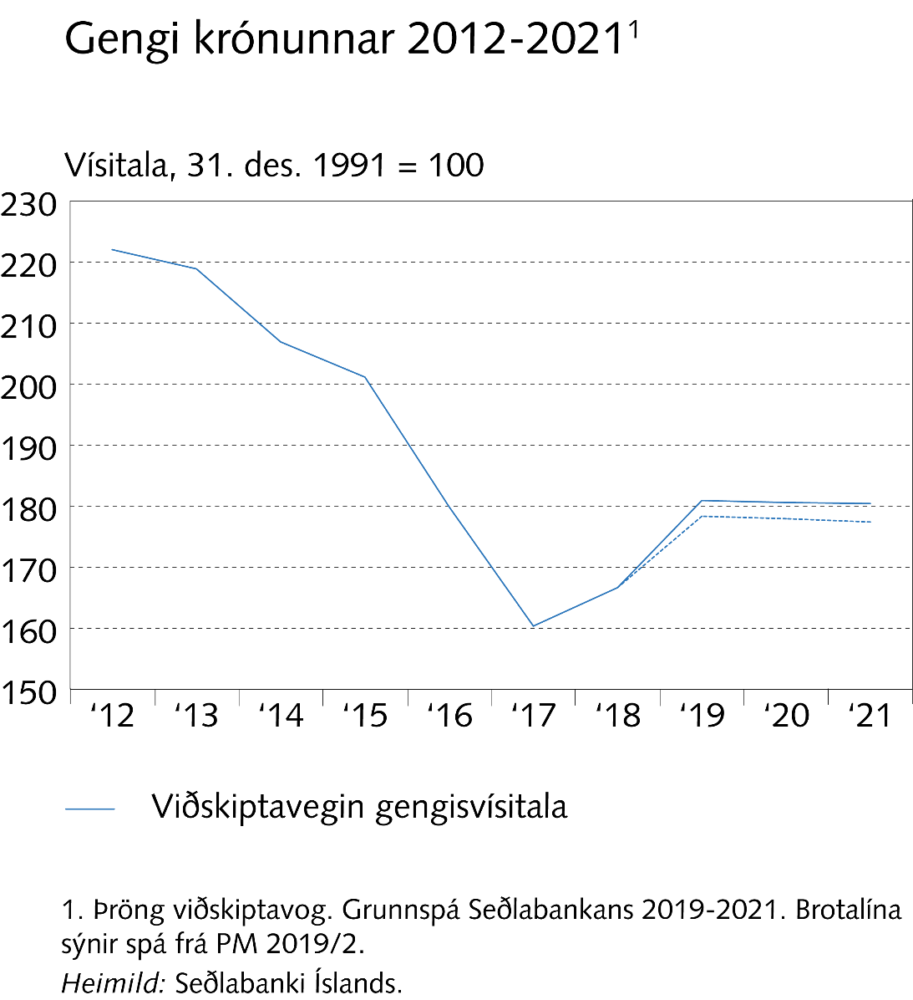 Gengi krónunnar 2012-2021¹
Vísitala, 31. des. 1991 = 100
230
220
210
200
190
180
170
160
150
‘12 ‘13 ‘14 ‘15 ‘16 ‘17 ‘18 ‘19 ‘20 ‘21
Viðskiptavegin gengisvísitala
1. Þröng viðskiptavog. Grunnspá Seðlabankans 2019-2021. Brotalína
sýnir spá frá PM 2019/2.
Heimild: Seðlabanki Íslands.